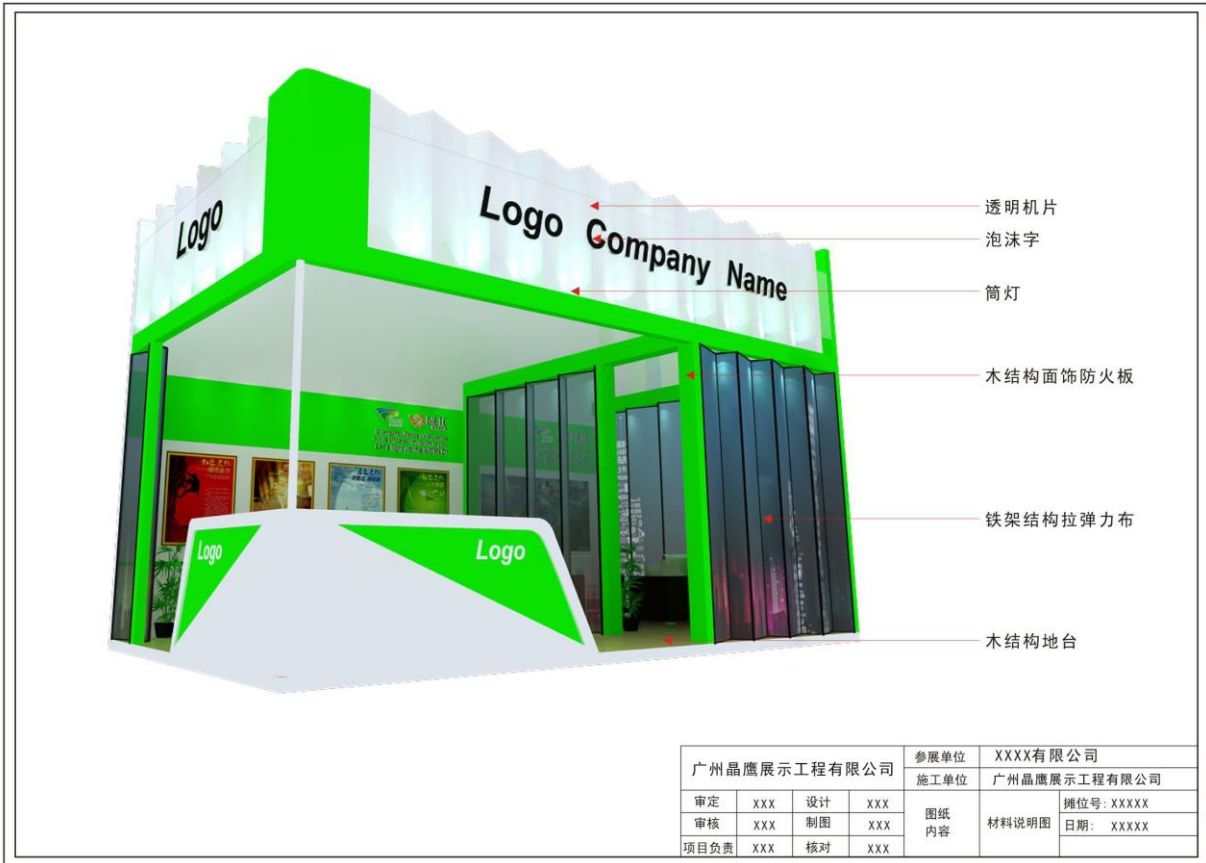 Logo
Logo Company Name
透明机片
泡沫字
筒灯
木结构面饰防火板
铁架结构拉弹力布
木结构地台
Logo
Logo
广州晶鹰展示工程有限公司
参展单位 XXXX有限公司
施工单位 广州晶鹰展示工程有限公司
审定 XXX 设计 XXX
审核 XXX 制图 XXX
项目负责 XXX 核对 XXX
图纸
内容
材料说明图
摊位号: XXXXX
日期: XXXXX